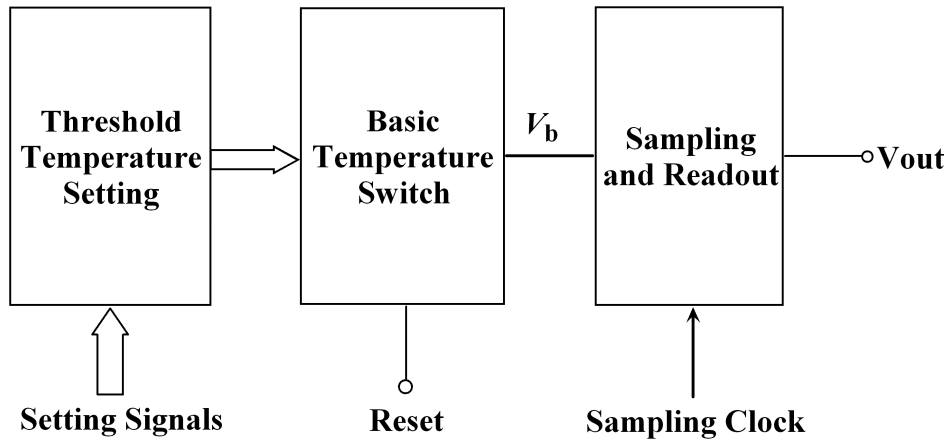 Threshold
Temperature
Setting
Basic
Temperature
Switch
Vb
Sampling
and Readout
Vout
Setting Signals
Reset
Sampling Clock